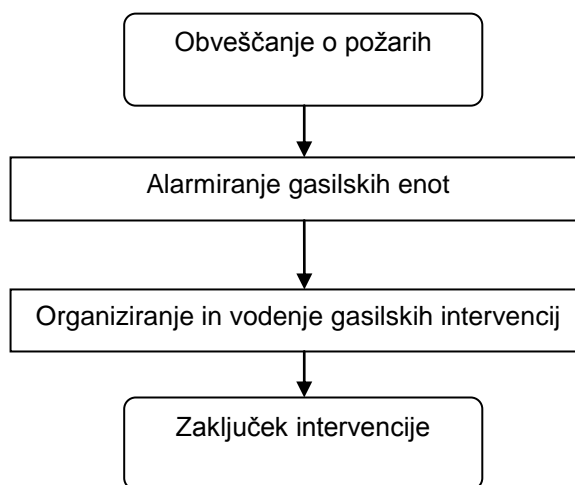 Obveščanje o požarih
Alarmiranje gasilskih enot
Organiziranje in vodenje gasilskih intervencij
Zaključek intervencije